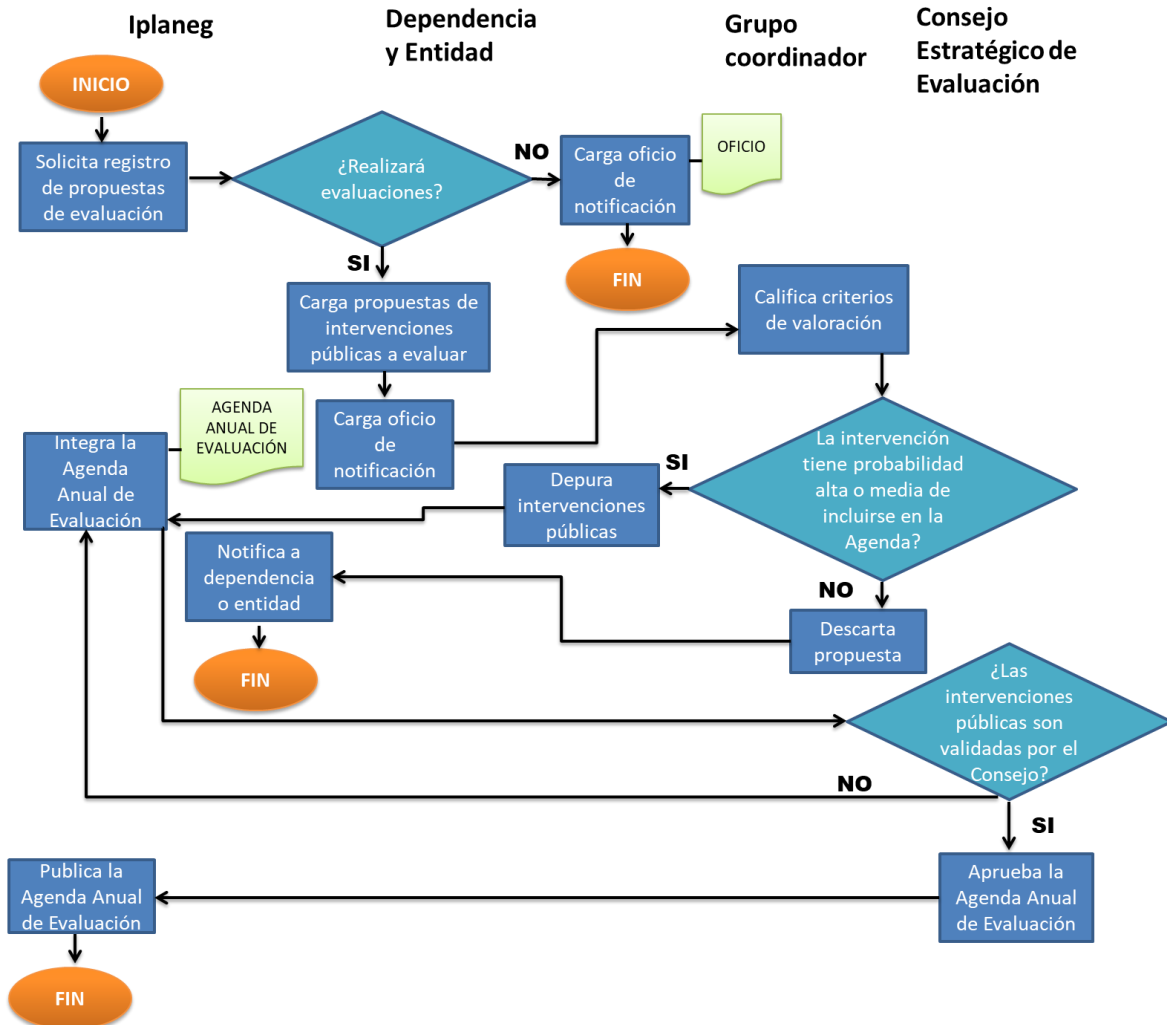 Iplaneg
Dependencia
y Entidad
Grupo
coordinador
Consejo
Estratégico de
Evaluación
INICIO
Solicita registro
de propuestas
de evaluación
¿Realizará
evaluaciones?
NO
Carga oficio
de
notificación
OFICIO
FIN
SI
Carga propuestas de
intervenciones
públicas a evaluar
Califica criterios
de valoración
AGENDA
ANUAL DE
EVALUACIÓN
Carga oficio
de
notificación
Integra la
Agenda
Anual de
Evaluación
La intervención
tiene probabilidad
alta o media de
incluirse en la
Agenda?
SI
Depura
intervenciones
públicas
Notifica a
dependencia
o entidad
NO
Descarta
propuesta
FIN
¿Las
intervenciones
públicas son
validadas por el
Consejo?
NO
SI
Aprueba la
Agenda Anual
de Evaluación
Publica la
Agenda Anual
de Evaluación
FIN